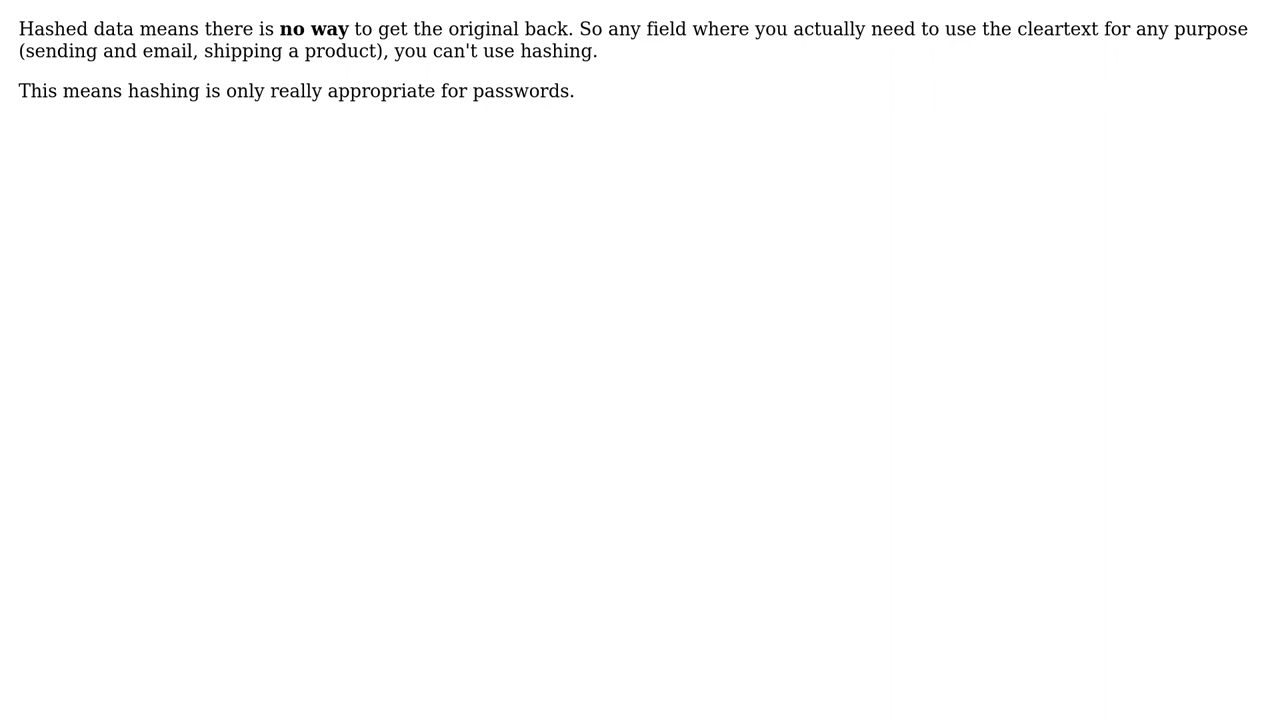 Hashed data means there is no way to get the original back. So any field where you actually need to use the cleartext for any purpose
(sending and email, shipping a product), you can't use hashing.
This means hashing is only really appropriate for passwords.